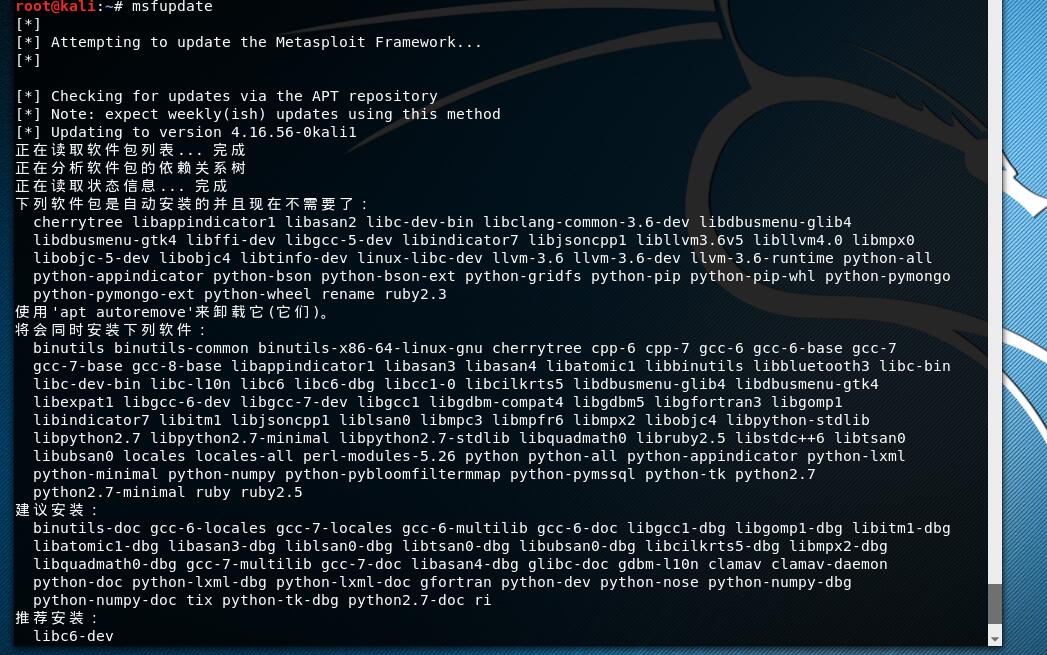 root@kali:~# msfupdate
[*]
[*] Attempting to update the Metasploit Framework...
[*]
[*] Checking for updates via the APT repository
[*] Note: expect weekly(ish) updates using this method
[*] Updating to version 4.16.56-0kali1
正在读取软件包列表... 完成
正在分析软件包的依赖关系树
正在读取状态信息... 完成
下列软件包是自动安装的并且现在不需要了：
cherrytree libappindicator1 libasan2 libc-dev-bin libclang-common-3.6-dev libdbusmenu-glib4
libdbusmenu-gtk4 libffi-dev libgcc-5-dev libindicator7 libjsoncpp1 libllvm3.6v5 libllvm4.0 libmpx0
libobjc-5-dev libobjc4 libtinfo-dev linux-libc-dev llvm-3.6 llvm-3.6-dev llvm-3.6-runtime python-all
python-appindicator python-bson python-bson-ext python-gridfs python-pip python-pip-whl python-pymongo
python-pymongo-ext python-wheel rename ruby2.3
使用'apt autoremove'来卸载它(它们)。
将会同时安装下列软件：
binutils binutils-common binutils-x86-64-linux-gnu cherrytree cpp-6 cpp-7 gcc-6 gcc-6-base gcc-7
gcc-7-base gcc-8-base libappindicator1 libasan3 libasan4 libatomic1 libbinutils libbluetooth3 libc-bin
libc-dev-bin libc-l10n libc6 libc6-dbg libcc1-0 libcilkrts5 libdbusmenu-glib4 libdbusmenu-gtk4
libexpat1 libgcc-6-dev libgcc-7-dev libgcc1 libgdbm-compat4 libgdbm5 libgfortran3 libgomp1
libindicator7 libitm1 libjsoncpp1 liblsan0 libmpc3 libmpfr6 libmpx2 libobjc4 libpython-stdlib
libpython2.7 libpython2.7-minimal libpython2.7-stdlib libquadmath0 libruby2.5 libstdc++6 libtsan0
libubsan0 locales locales-all perl-modules-5.26 python python-all python-appindicator python-lxml
python-minimal python-numpy python-pybloomfiltermmap python-pymssql python-tk python2.7
python2.7-minimal ruby ruby2.5
建议安装：
binutils-doc gcc-6-locales gcc-7-locales gcc-6-multilib gcc-6-doc libgcc1-dbg libgomp1-dbg libitm1-dbg
libatomic1-dbg libasan3-dbg liblsan0-dbg libtsan0-dbg libubsan0-dbg libcilkrts5-dbg libmpx2-dbg
libquadmath0-dbg gcc-7-multilib gcc-7-doc libasan4-dbg glibc-doc gdbm-l10n clamav clamav-daemon
python-doc python-lxml-dbg python-lxml-doc gfortran python-dev python-nose python-numpy-dbg
python-numpy-doc tix python-tk-dbg python2.7-doc ri
推荐安装：
libc6-dev